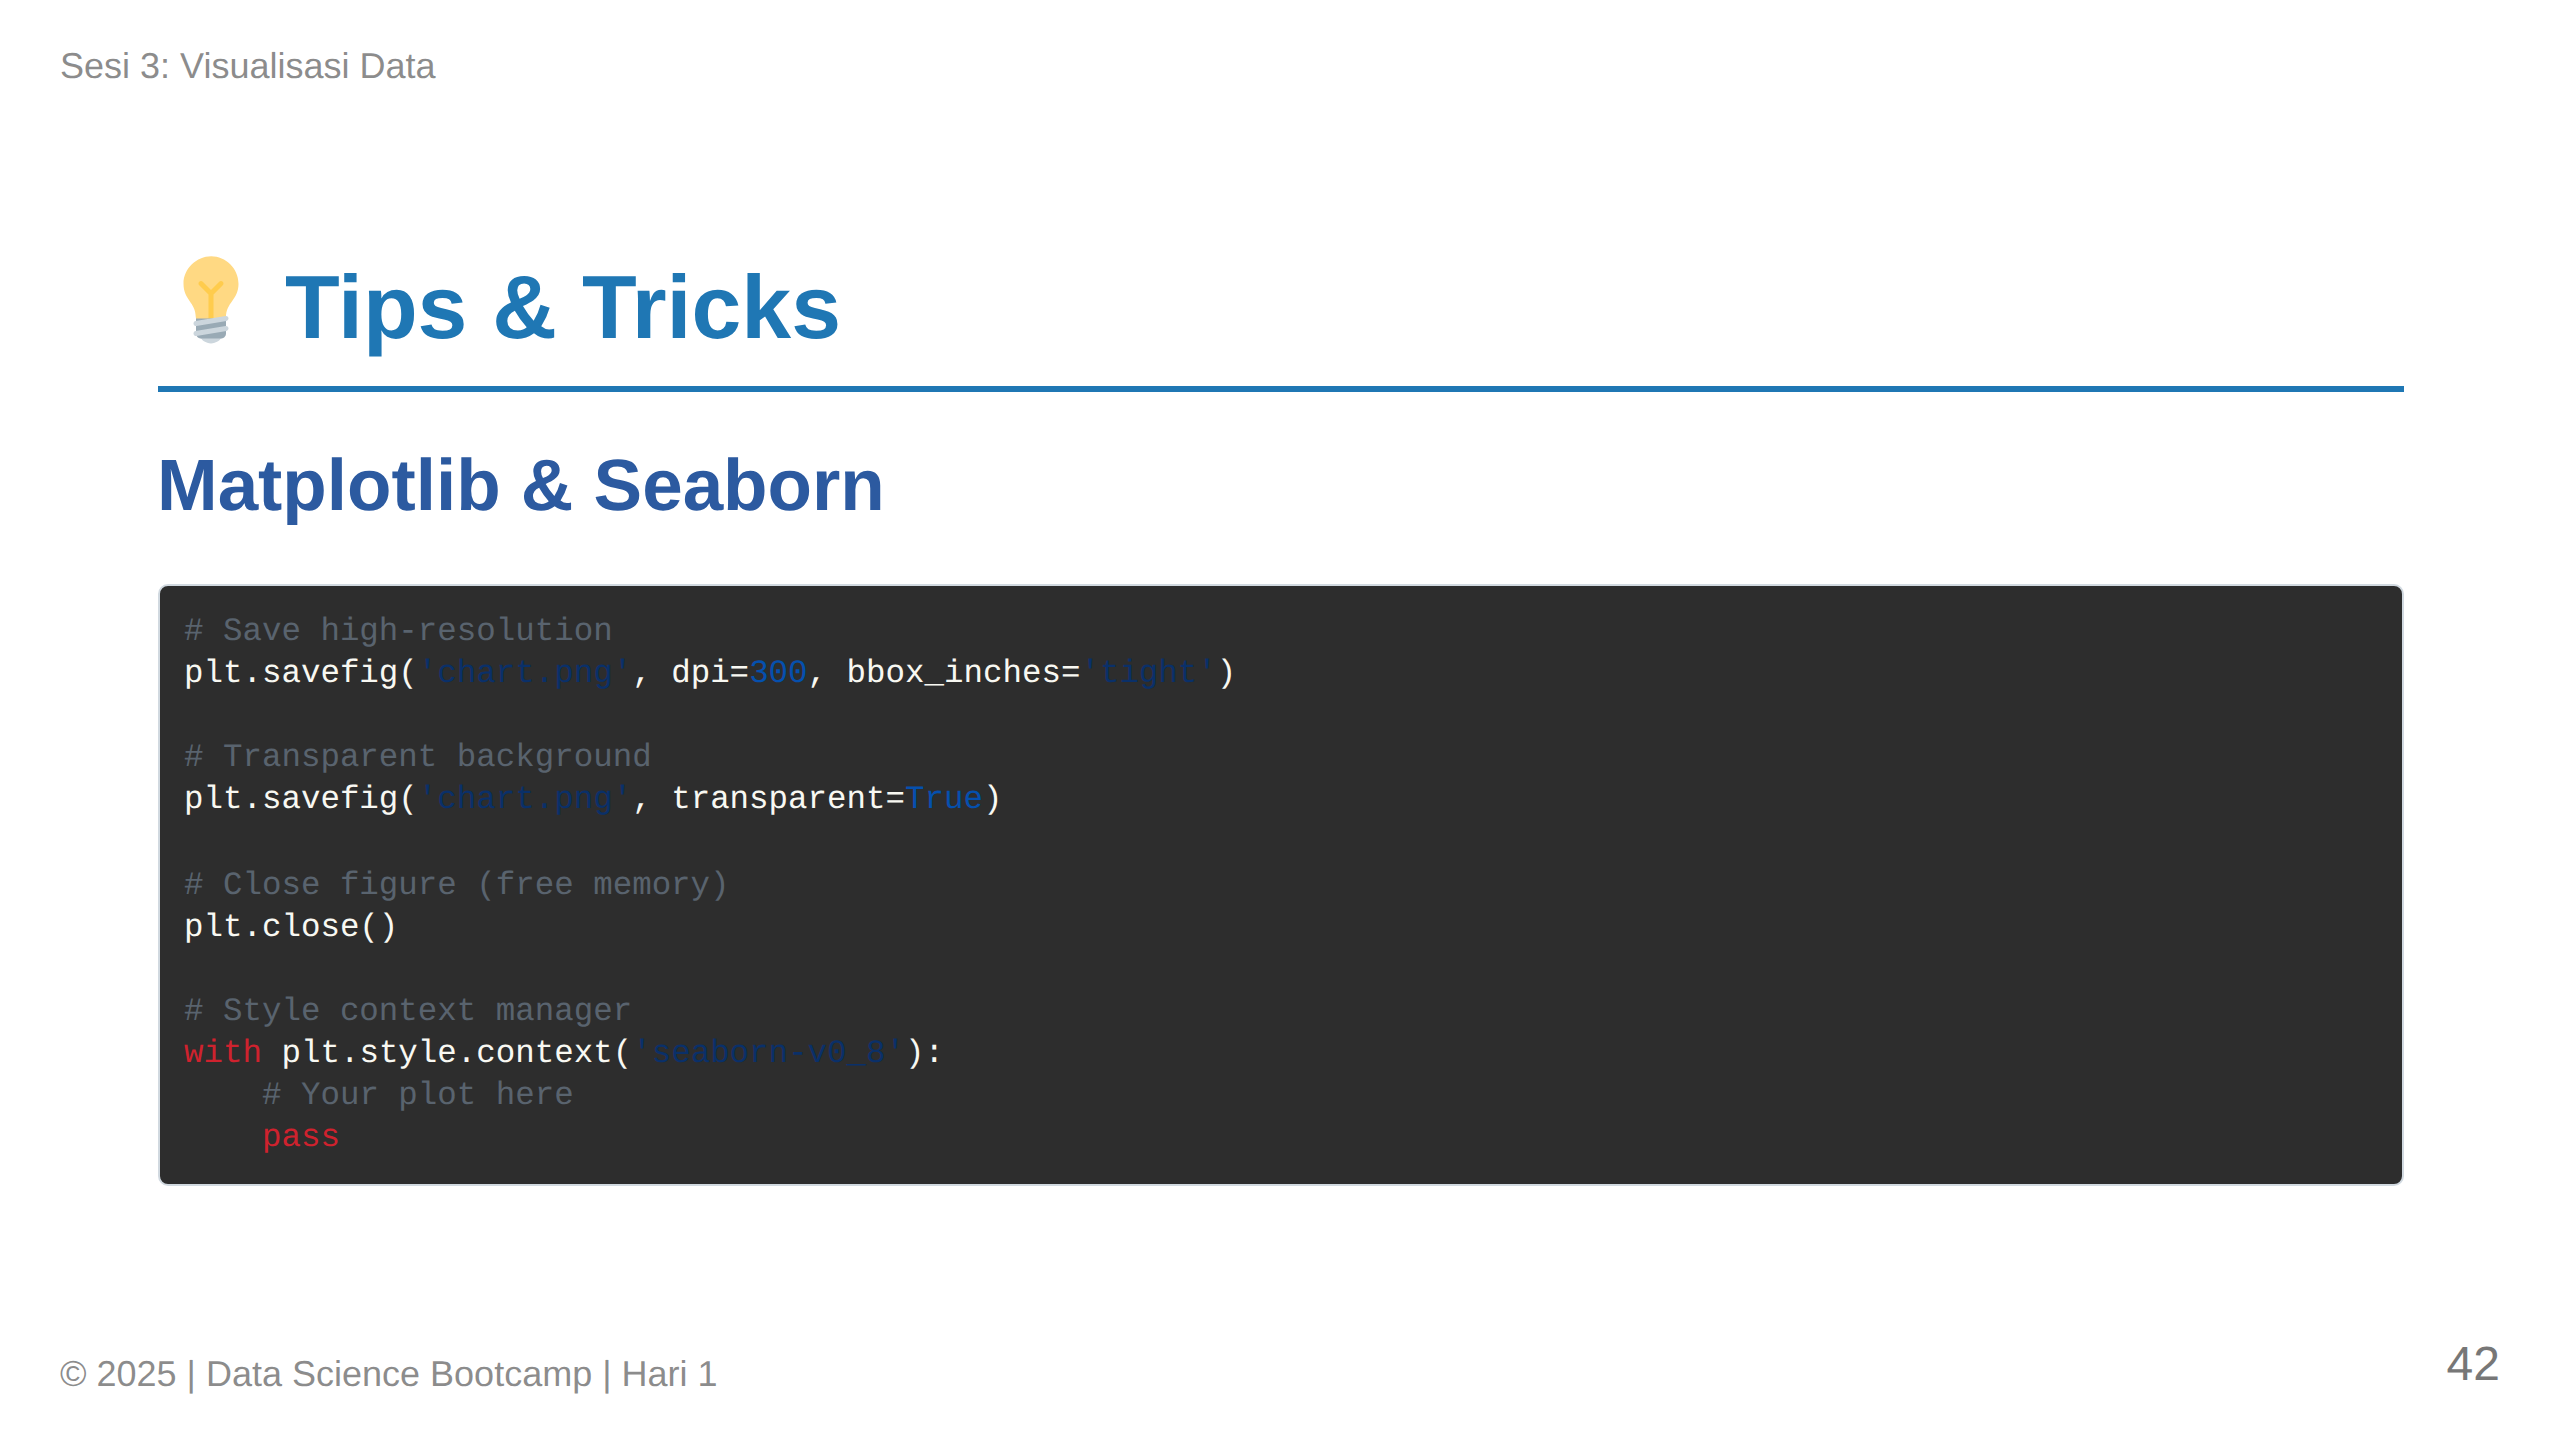 Sesi 3: Visualisasi Data
💡 Tips & Tricks
Matplotlib & Seaborn
# Save high-resolution
plt.savefig('chart.png', dpi=300, bbox_inches='tight')
# Transparent background
plt.savefig('chart.png', transparent=True)
# Close figure (free memory)
plt.close()
# Style context manager
with plt.style.context('seaborn-v0_8'):
    # Your plot here
    pass
© 2025 | Data Science Bootcamp | Hari 1
42